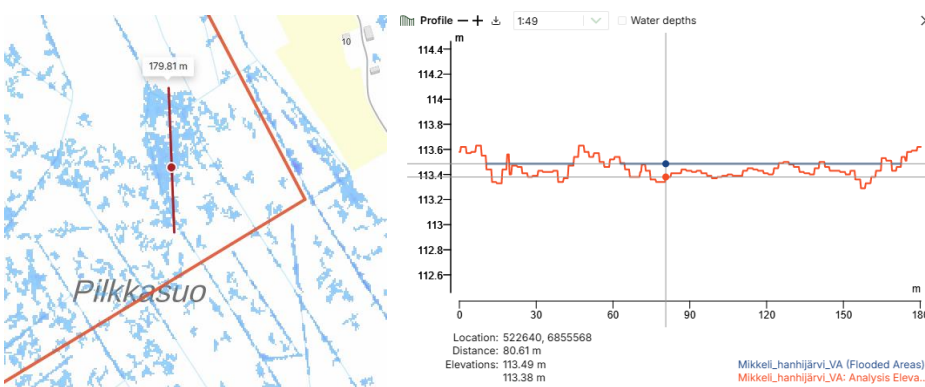 10
179.81 m
Pilkkasuo
Profile 1:49 Water depths
m
114.4
114.2
114
113.8
113.6
113.4
113.2
113
112.8
112.6
m
0 30 60 90 120 150 180
Location: 522640, 6855568
Distance: 80.61 m
Elevations: 113.49 m
113.38 m
Mikkeli_hanhijärvi_VA (Flooded Areas)
Mikkeli_hanhijärvi_VA: Analysis Eleva...